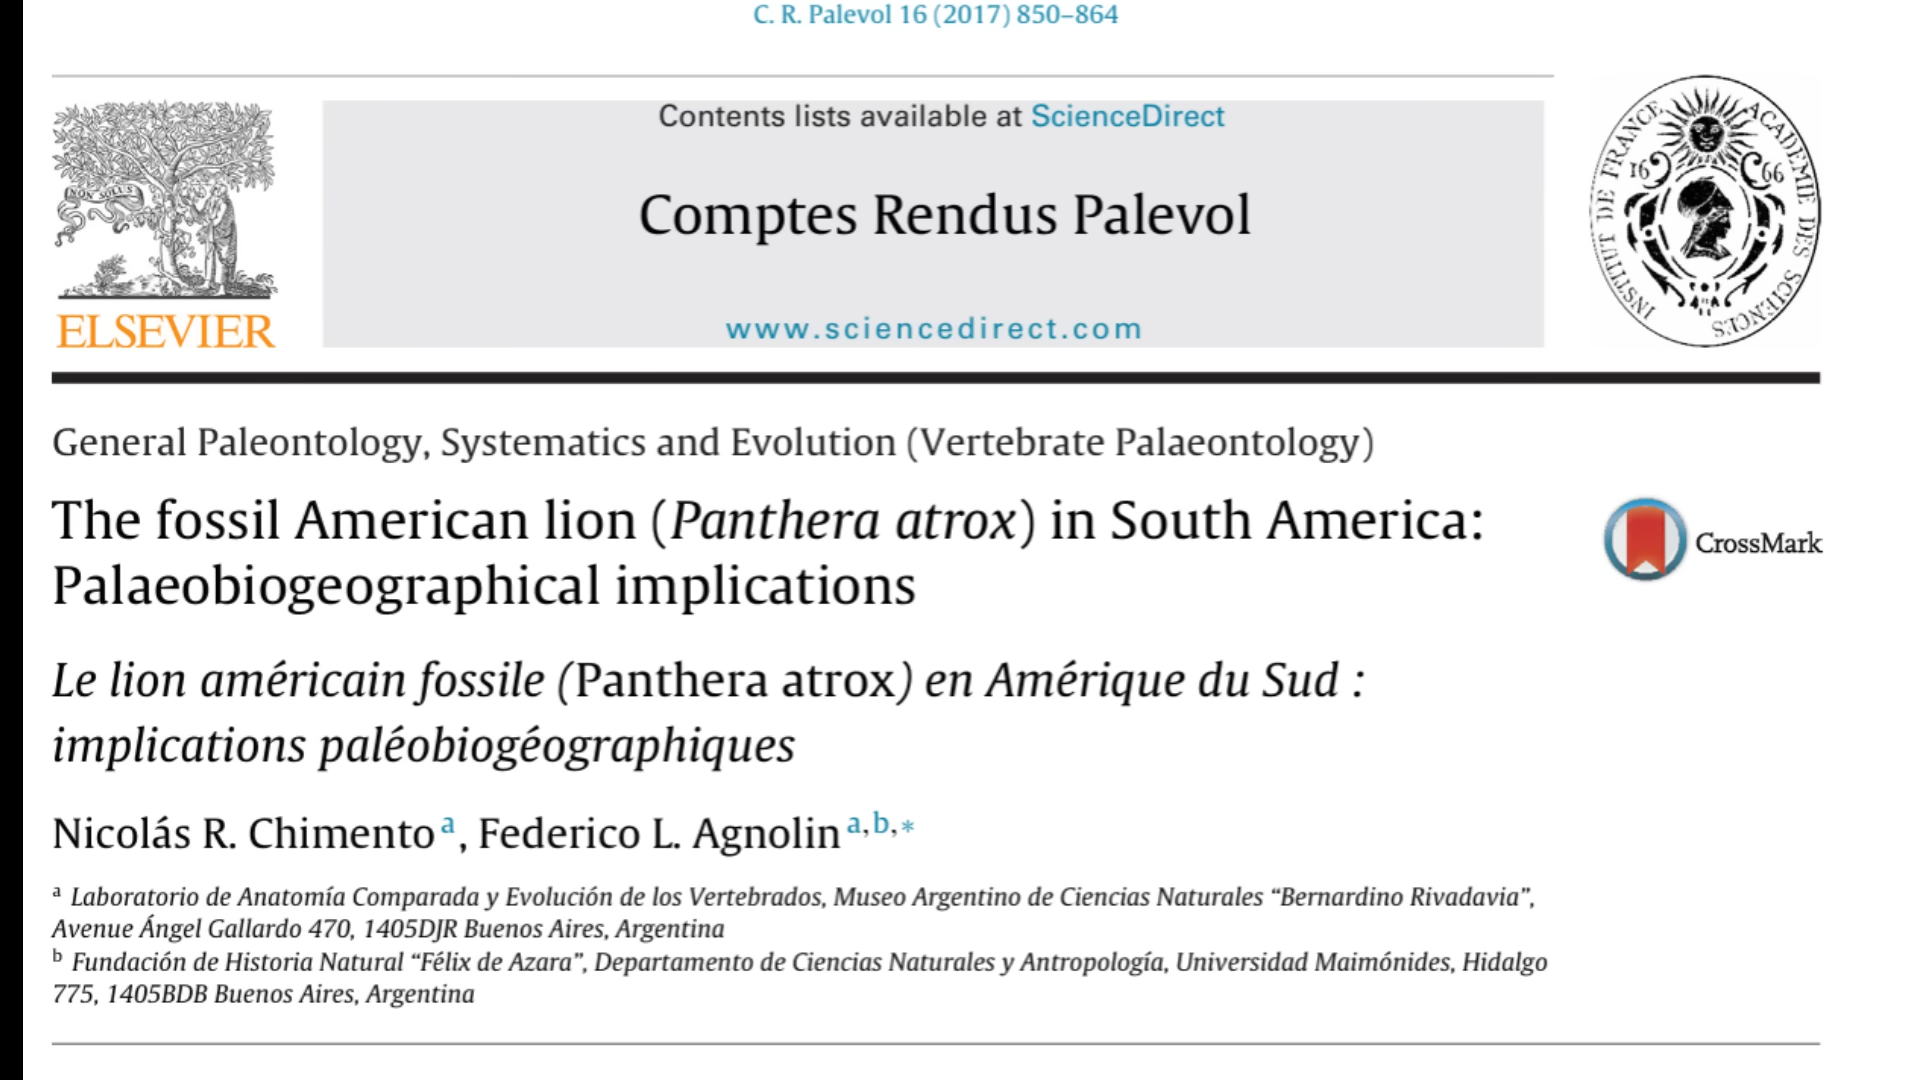 C. R. Palevol 16 (2017) 850–864
Contents lists available at ScienceDirect
Comptes Rendus Palevol
www.sciencedirect.com
NON SOLUS
ELSEVIER
INSTITUT DE FRANCE
ACADEMIE DES SCIENCES
16 66
General Paleontology, Systematics and Evolution (Vertebrate Palaeontology)
The fossil American lion (Panthera atrox) in South America:
Palaeobiogeographical implications
CrossMark
Le lion américain fossile (Panthera atrox) en Amérique du Sud :
implications paléobiogéographiques
Nicolás R. Chimento a, Federico L. Agnolin a,b,*
a Laboratorio de Anatomía Comparada y Evolución de los Vertebrados, Museo Argentino de Ciencias Naturales “Bernardino Rivadavia”,
Avenue Ángel Gallardo 470, 1405DJR Buenos Aires, Argentina
b Fundación de Historia Natural “Félix de Azara”, Departamento de Ciencias Naturales y Antropología, Universidad Maimónides, Hidalgo
775, 1405BDB Buenos Aires, Argentina